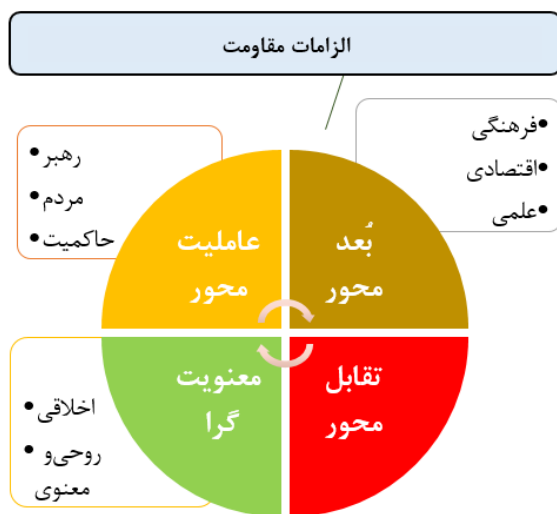 الزامات مقاومت
•فرهنگی
•اقتصادی
•علمی
•رهبر
•مردم
•حاکمیت
بُعد
محور
عاملیت
محور
تقابل
محور
معنویت
گرا
•اخلاقی
•روحی‌و
معنوی